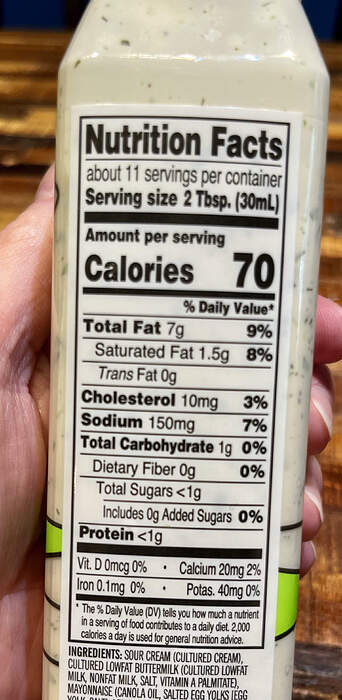 Nutrition Facts
about 11 servings per container
Serving size 2 Tbsp. (30mL)
Amount per serving
Calories 70
% Daily Value*
Total Fat 7g 9%
Saturated Fat 1.5g 8%
Trans Fat 0g
Cholesterol 10mg 3%
Sodium 150mg 7%
Total Carbohydrate 1g 0%
Dietary Fiber 0g 0%
Total Sugars <1g
Includes 0g Added Sugars 0%
Protein <1g
Vit. D 0mcg 0% • Calcium 20mg 2%
Iron 0.1mg 0% • Potas. 40mg 0%
* The % Daily Value (DV) tells you how much a nutrient
in a serving of food contributes to a daily diet. 2,000
calories a day is used for general nutrition advice.
INGREDIENTS: SOUR CREAM (CULTURED CREAM),
CULTURED LOWFAT BUTTERMILK (CULTURED LOWFAT
MILK, NONFAT MILK, SALT, VITAMIN A PALMITATE),
MAYONNAISE (CANOLA OIL, SALTED EGG YOLKS (EGG